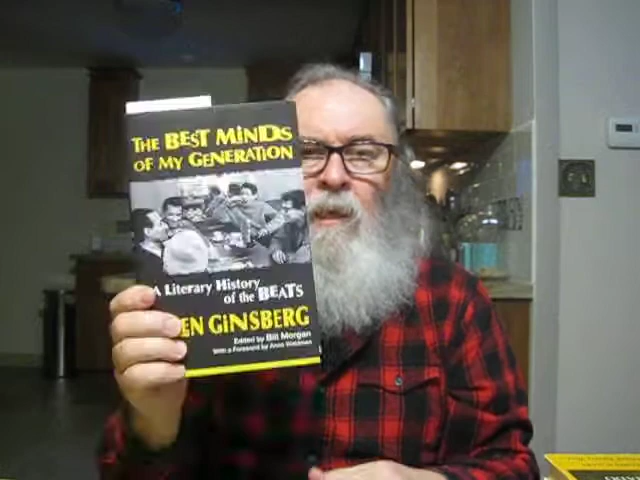 THE BEST MINDS
OF MY GENERATION
A Literary History
of the BEATS
EN GINSBERG
Edited by Bill Morgan
With a Foreword by Anne Waldman